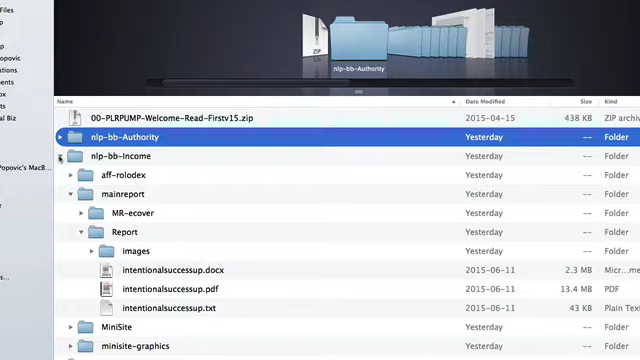 Files
ZIP
opovic
nlp-bb-Authority
Name Date Modified Size Kind
00-PLRPUMP-Welcome-Read-Firstv15.zip 2015-04-15 438 KB ZIP archiv
nlp-bb-Authority Yesterday -- Folder
nlp-bb-Income Yesterday -- Folder
Popovic's MacB...
aff-rolodex Yesterday -- Folder
mainreport Yesterday -- Folder
MR-ecover Yesterday -- Folder
Report Yesterday -- Folder
images Yesterday -- Folder
intentionalsuccessup.docx 2015-06-11 2.3 MB Micr...me
intentionalsuccessup.pdf 2015-06-11 13.4 MB PDF
intentionalsuccessup.txt 2015-06-11 43 KB Plain Text
MiniSite Yesterday -- Folder
minisite-graphics Yesterday -- Folder
p
ations
ents
ox
ts
al Biz
e
s...